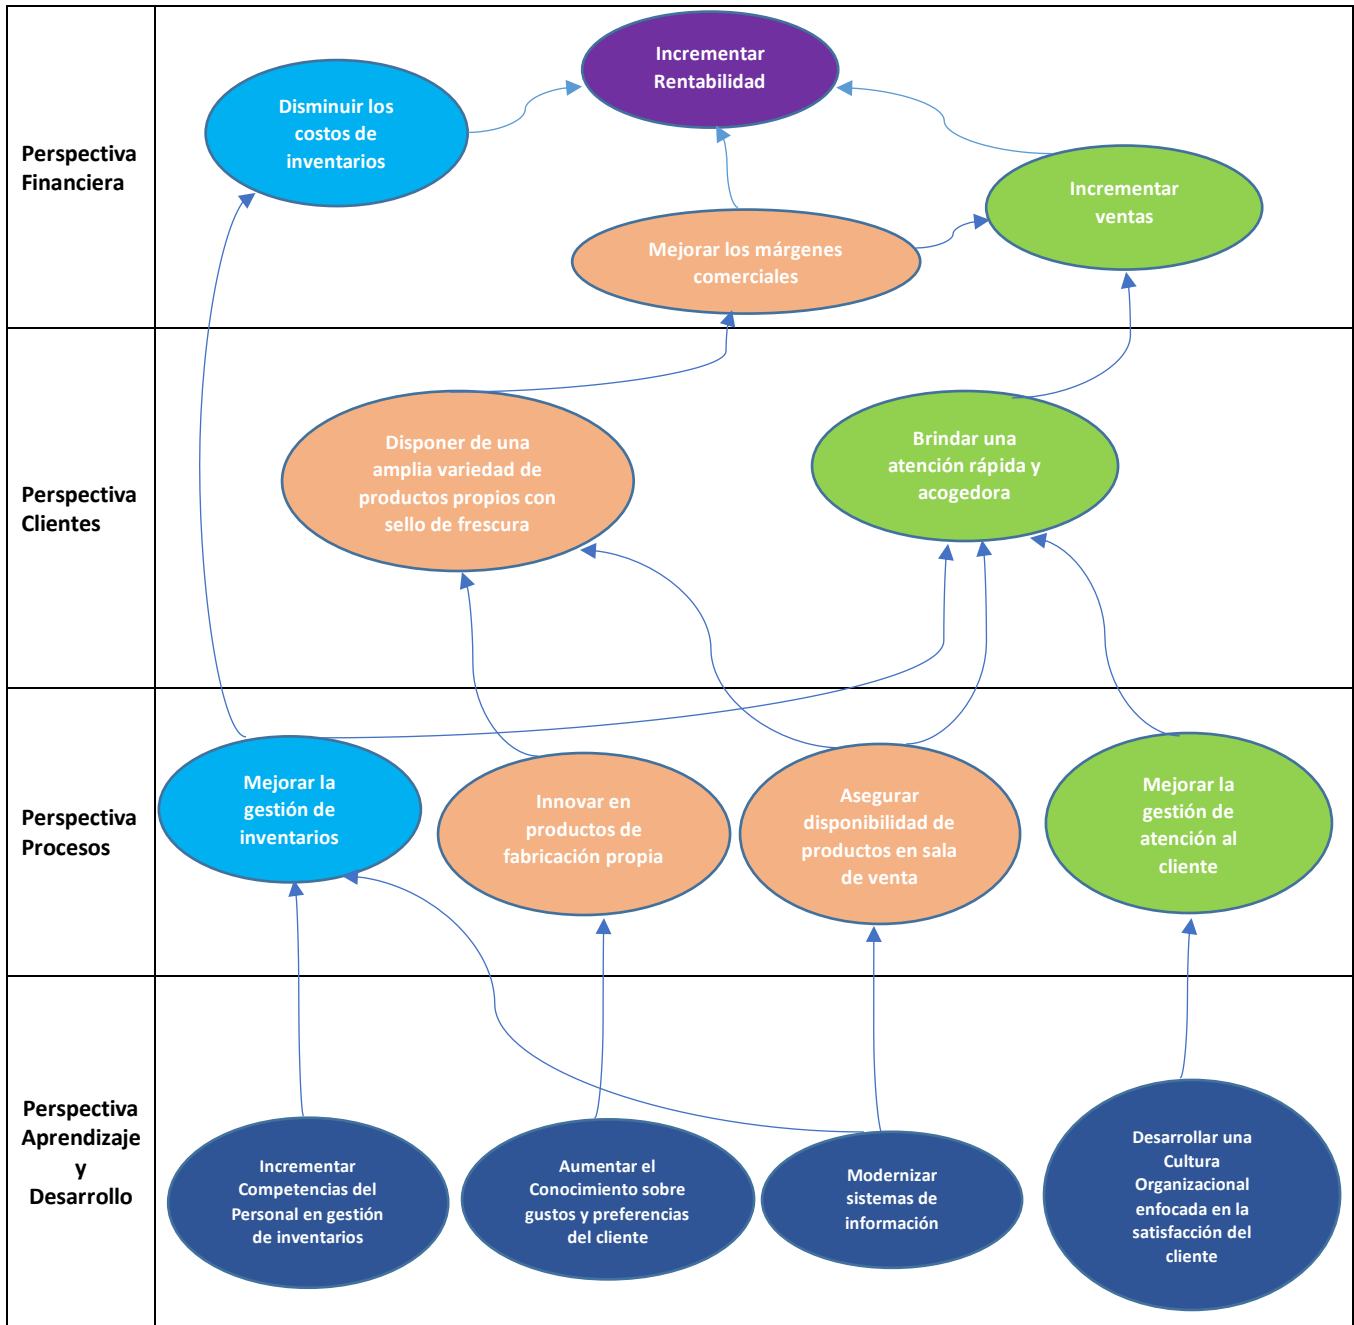 Perspectiva
Financiera
Incrementar
Rentabilidad
Disminuir los
costos de
inventarios
Incrementar
ventas
Mejorar los márgenes
comerciales
Perspectiva
Clientes
Disponer de una
amplia variedad de
productos propios con
sello de frescura
Brindar una
atención rápida y
acogedora
Perspectiva
Procesos
Mejorar la
gestión de
inventarios
Innovar en
productos de
fabricación propia
Asegurar
disponibilidad de
productos en sala
de venta
Mejorar la
gestión de
atención al
cliente
Perspectiva
Aprendizaje
y
Desarrollo
Incrementar
Competencias del
Personal en gestión
de inventarios
Aumentar el
Conocimiento sobre
gustos y preferencias
del cliente
Modernizar
sistemas de
información
Desarrollar una
Cultura
Organizacional
enfocada en la
satisfacción del
cliente